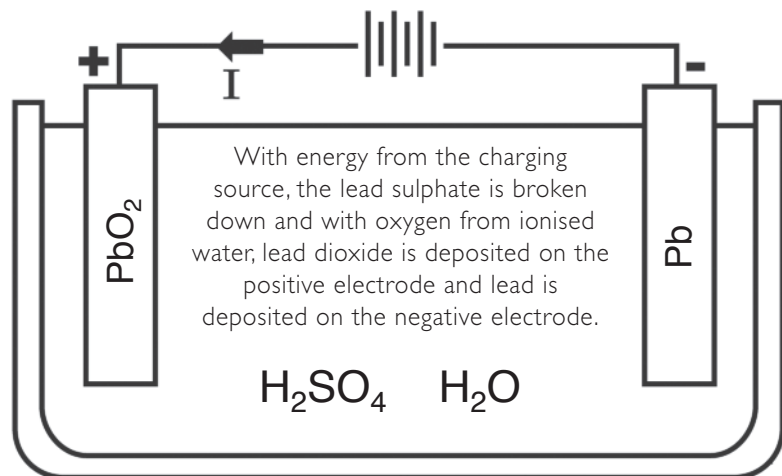 +
-
I
With energy from the charging
source, the lead sulphate is broken
down and with oxygen from ionised
water, lead dioxide is deposited on the
positive electrode and lead is
deposited on the negative electrode.
PbO₂
Pb
H₂SO₄ H₂O